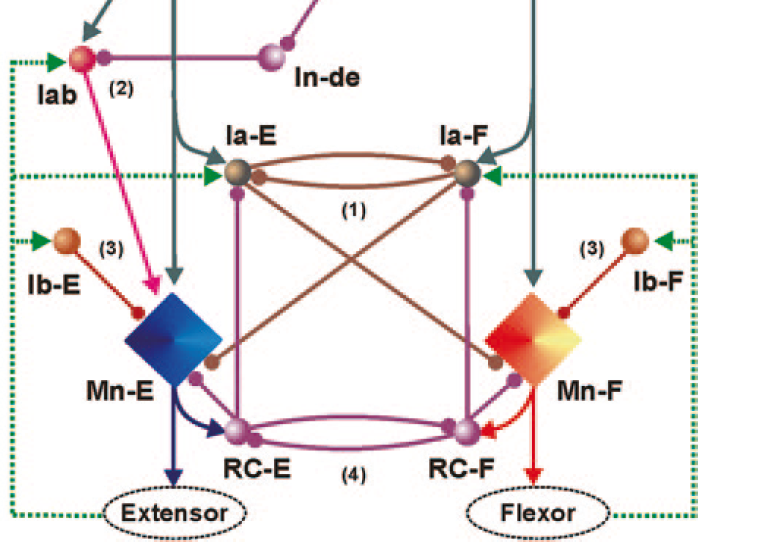 In-de
Iab
(2)
Ia-E
Ia-F
(1)
(3)
(3)
Ib-E
Ib-F
Mn-E
Mn-F
RC-E
(4)
RC-F
Extensor
Flexor